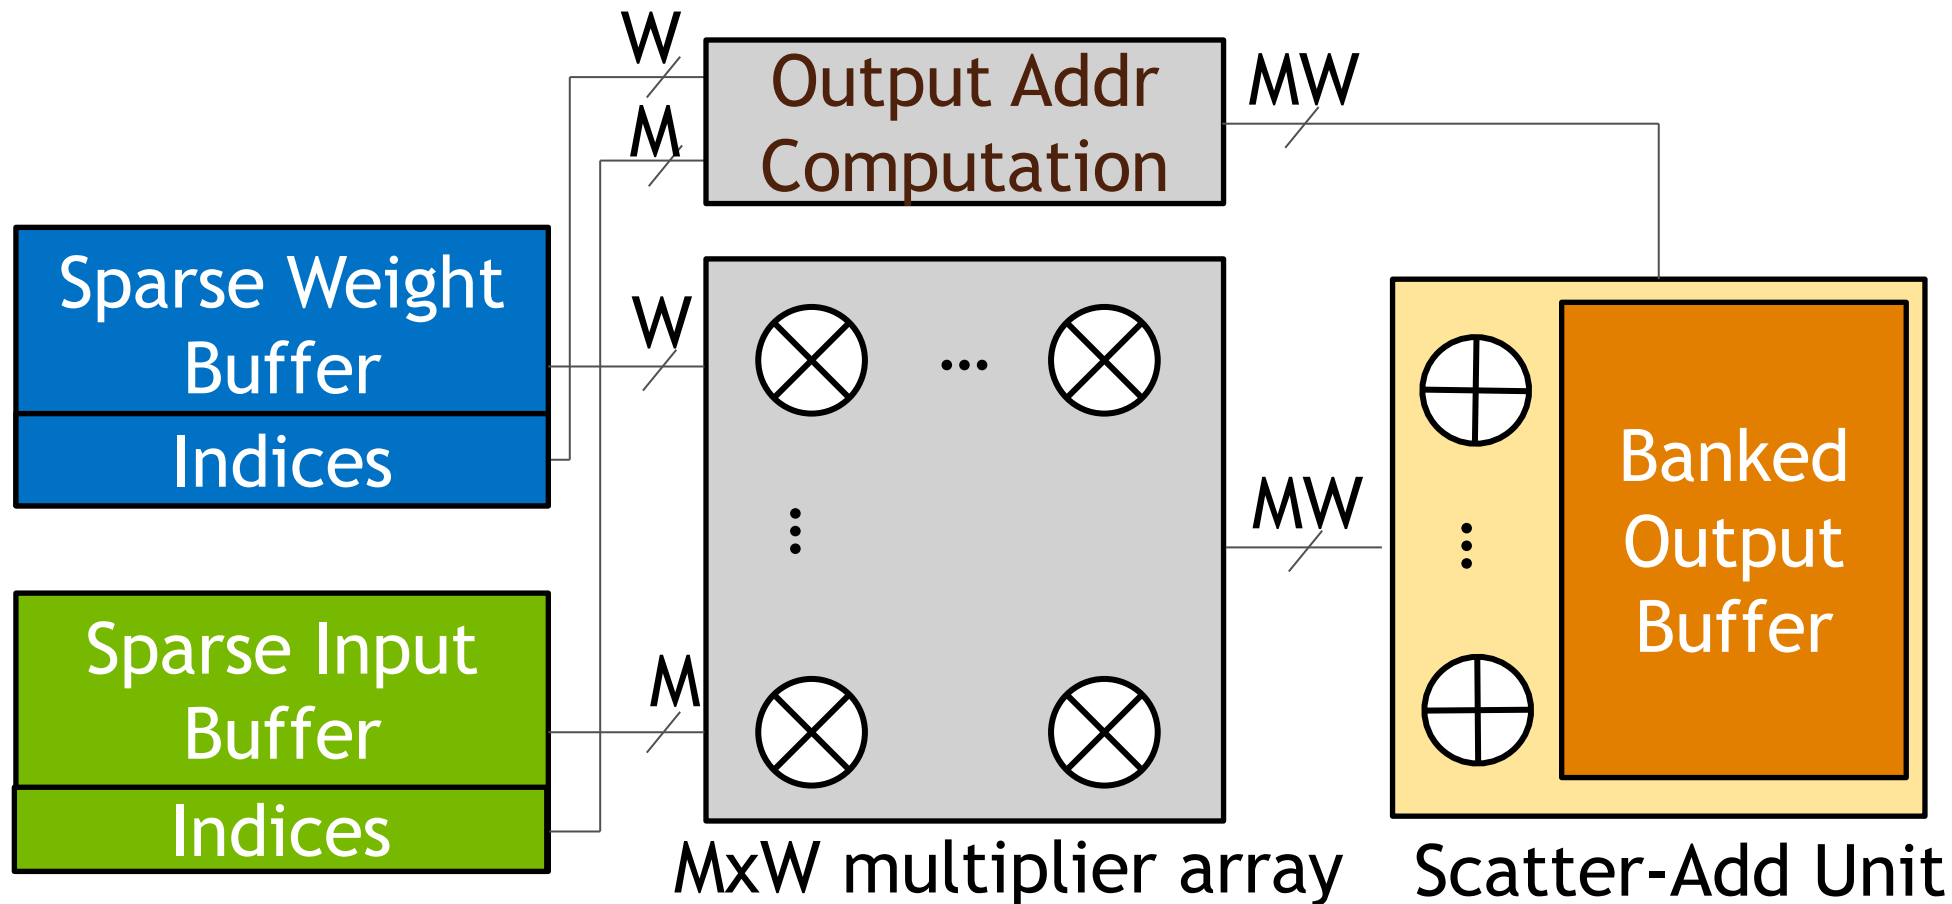 W
Output Addr
Computation
MW
M
Sparse Weight
Buffer
Indices
W
Sparse Input
Buffer
Indices
M
...
...
MW
...
Banked
Output
Buffer
MxW multiplier array
Scatter-Add Unit